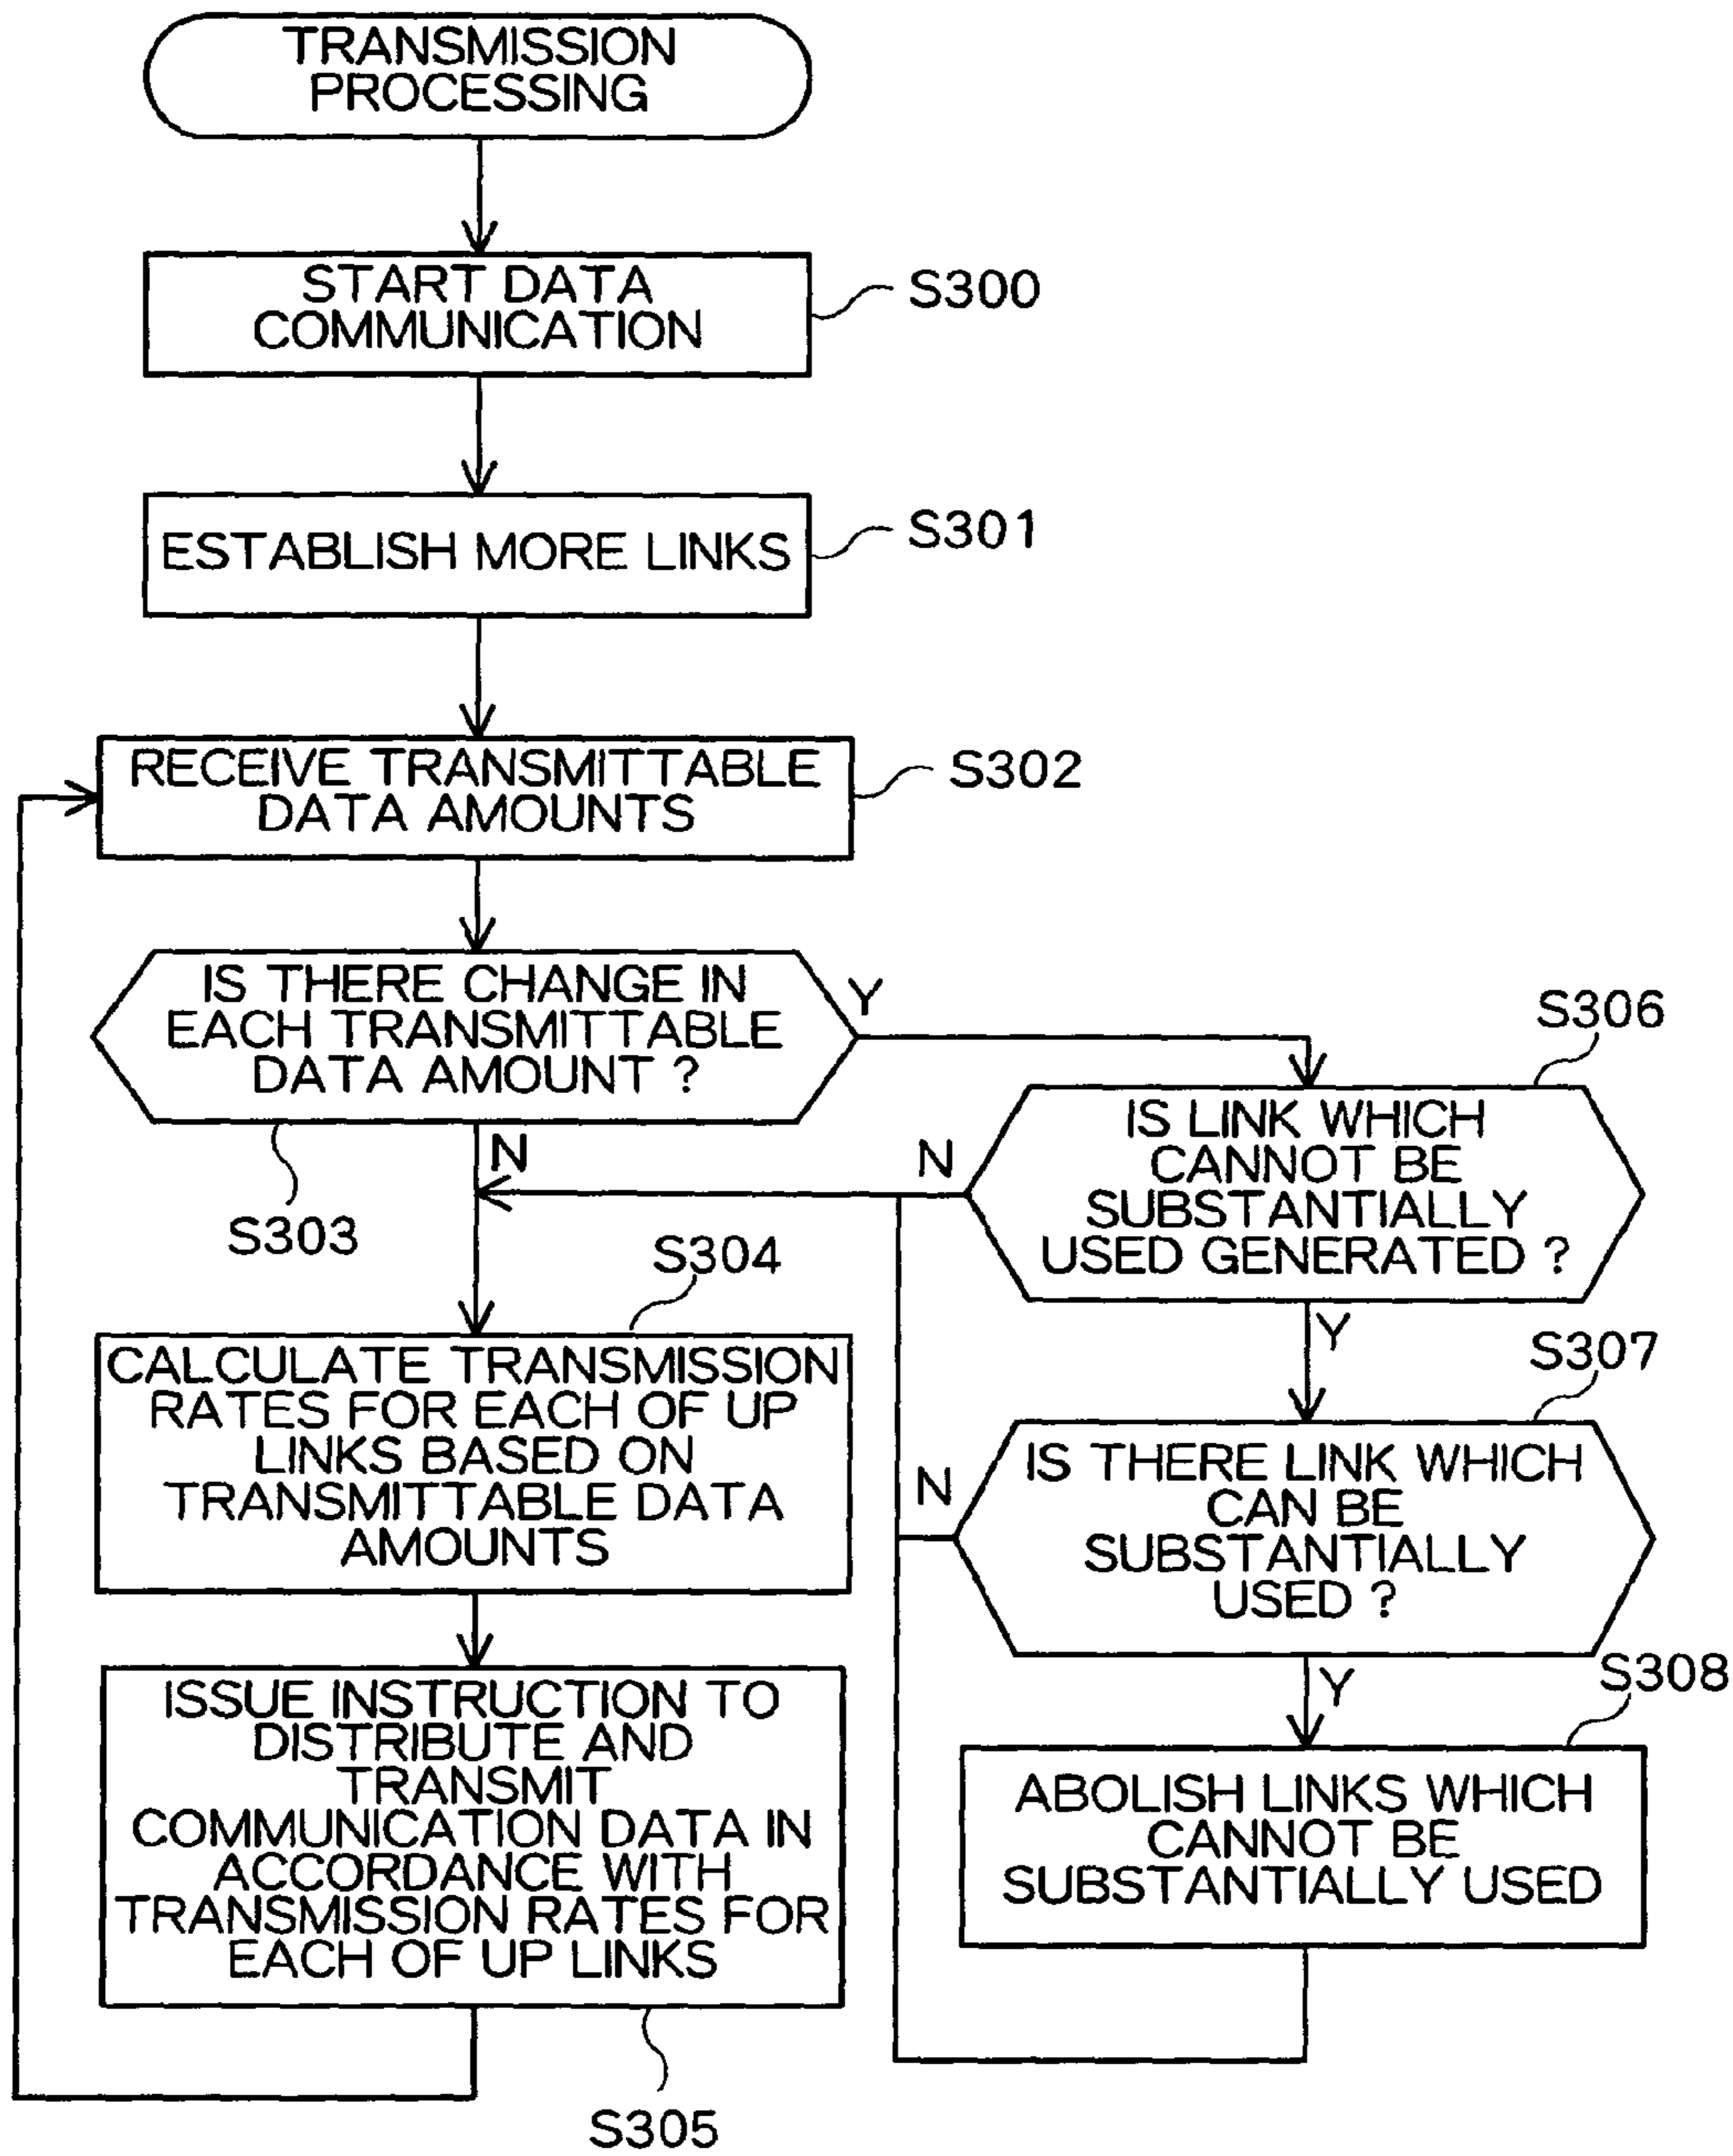 TRANSMISSION
PROCESSING
START DATA
COMMUNICATION
S300
ESTABLISH MORE LINKS
S301
RECEIVE TRANSMITTABLE
DATA AMOUNTS
S302
IS THERE CHANGE IN
EACH TRANSMITTABLE
DATA AMOUNT ?
Y
N
S303
S306
IS LINK WHICH
CANNOT BE
SUBSTANTIALLY
USED GENERATED ?
N
Y
S304
CALCULATE TRANSMISSION
RATES FOR EACH OF UP
LINKS BASED ON
TRANSMITTABLE DATA
AMOUNTS
S307
IS THERE LINK WHICH
CAN BE
SUBSTANTIALLY
USED ?
N
Y
ISSUE INSTRUCTION TO
DISTRIBUTE AND
TRANSMIT
COMMUNICATION DATA IN
ACCORDANCE WITH
TRANSMISSION RATES FOR
EACH OF UP LINKS
S305
S308
ABOLISH LINKS WHICH
CANNOT BE
SUBSTANTIALLY USED